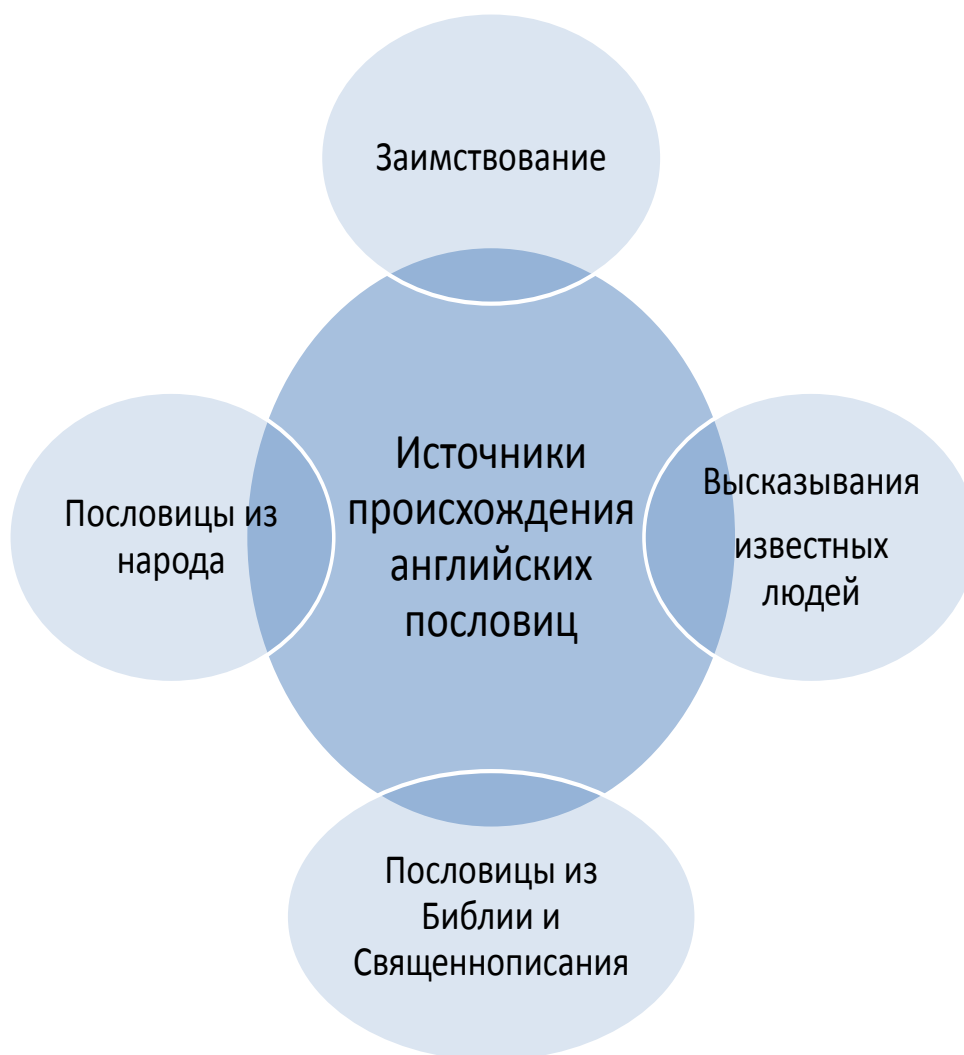 Заимствование
Пословицы из
народа
Источники
происхождения
английских
пословиц
Высказывания
известных
людей
Пословицы из
Библии и
Священнописания